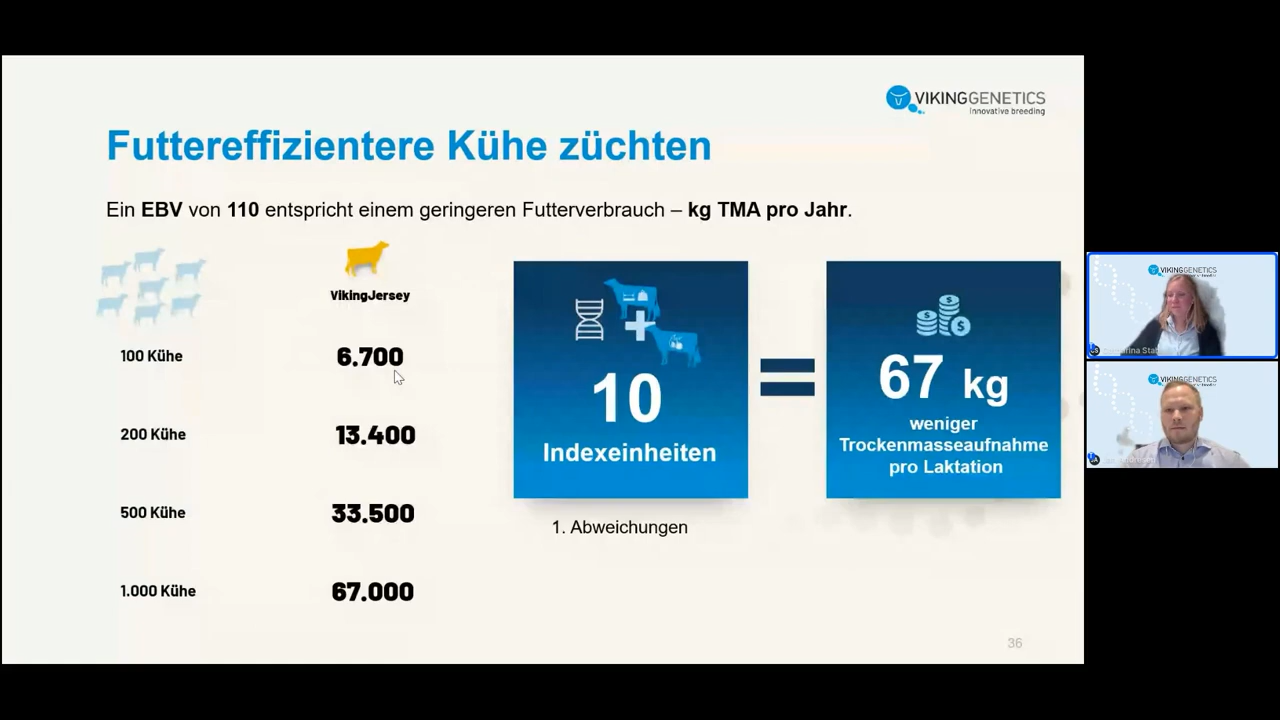 VIKINGGENETICS
innovative breeding
Futtereffizientere Kühe züchten
Ein EBV von 110 entspricht einem geringeren Futterverbrauch – kg TMA pro Jahr.
VikingJersey
100 Kühe 6.700
200 Kühe 13.400
500 Kühe 33.500
1.000 Kühe 67.000
10
Indexeinheiten
=
67 kg
weniger
Trockenmasseaufnahme
pro Laktation
1. Abweichungen
36
VIKINGGENETICS
VIKINGGENETICS